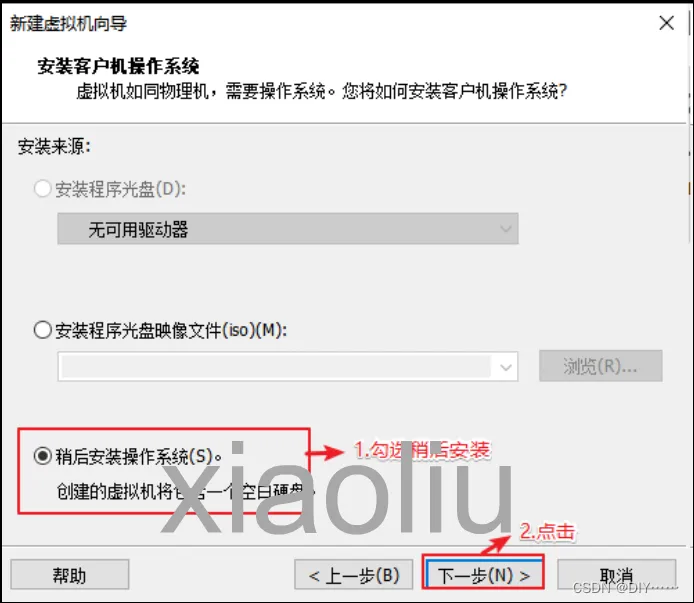 新建虚拟机向导
安装客户机操作系统
虚拟机如同物理机，需要操作系统。您将如何安装客户机操作系统?
安装来源:
安装程序光盘(D):
无可用驱动器
安装程序光盘映像文件(iso)(M):
浏览(R)...
稍后安装操作系统(S)。
1.勾选稍后安装
创建的虚拟机将包含一个空白硬盘。
xiaoliu
2.点击
帮助
< 上一步(B)
下一步(N) >
取消
CSDN @DIY……